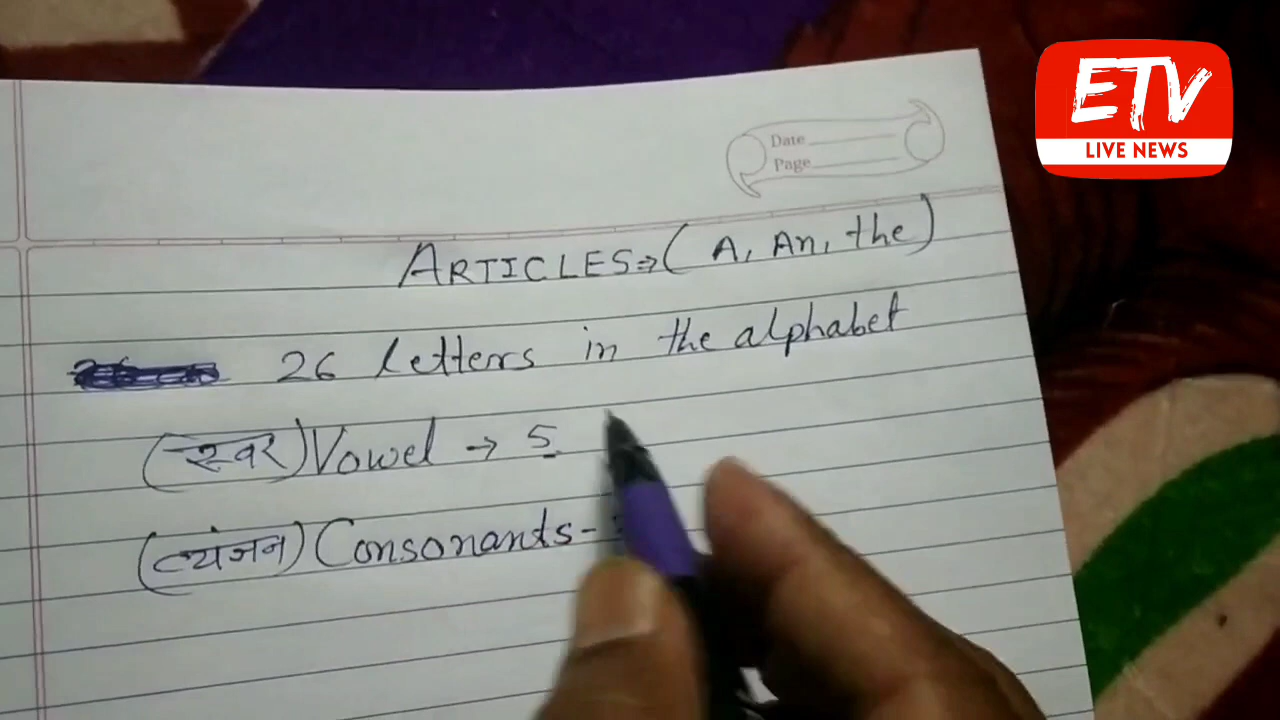 ETV
LIVE NEWS
Date
Page
ARTICLES ⇒ ( A, An, the )
26 letters in the alphabet
(स्वर) Vowel → 5
(व्यंजन) Consonants -